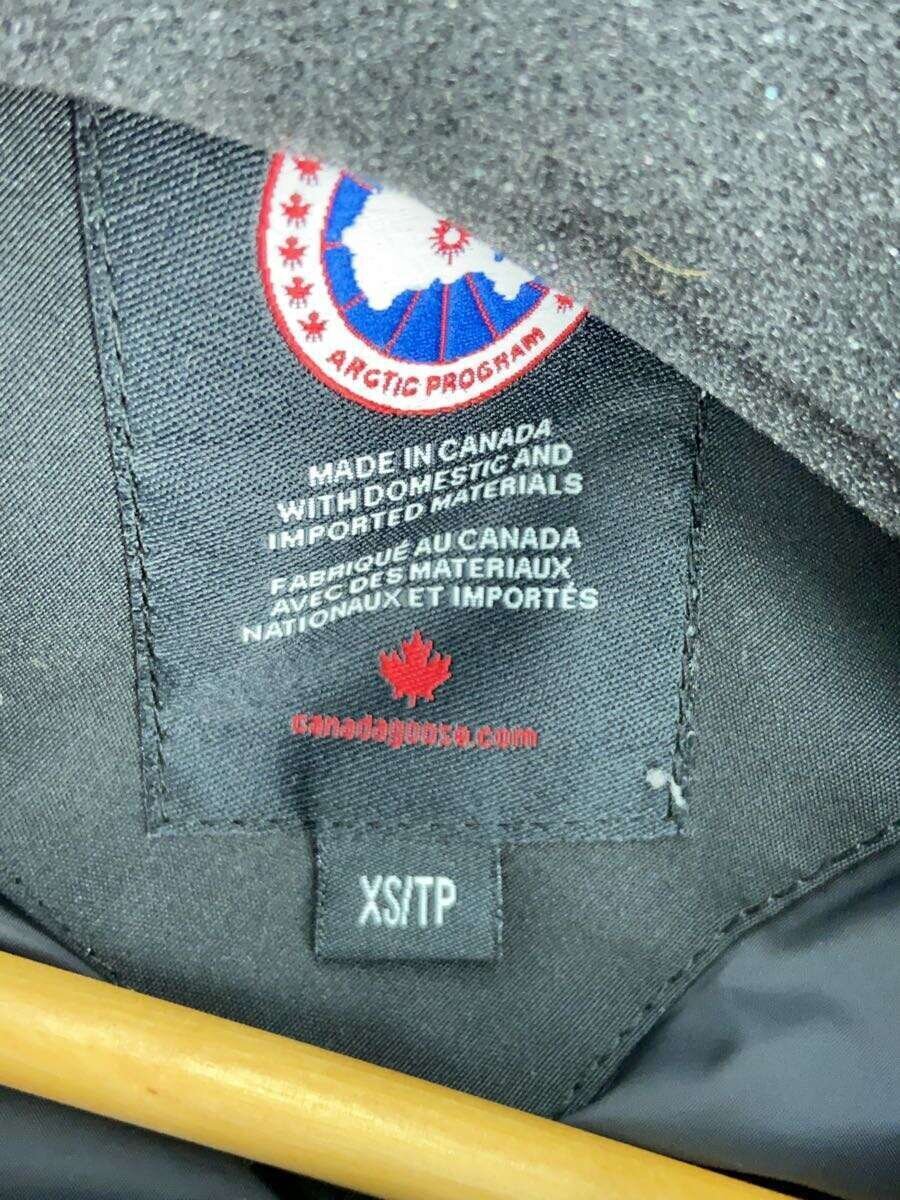 ARCTIC PROGRAM
MADE IN CANADA
WITH DOMESTIC AND
IMPORTED MATERIALS
FABRIQUÉ AU CANADA
AVEC DES MATERIAUX
NATIONAUX ET IMPORTÉS
canadagoose.com
XS/TP